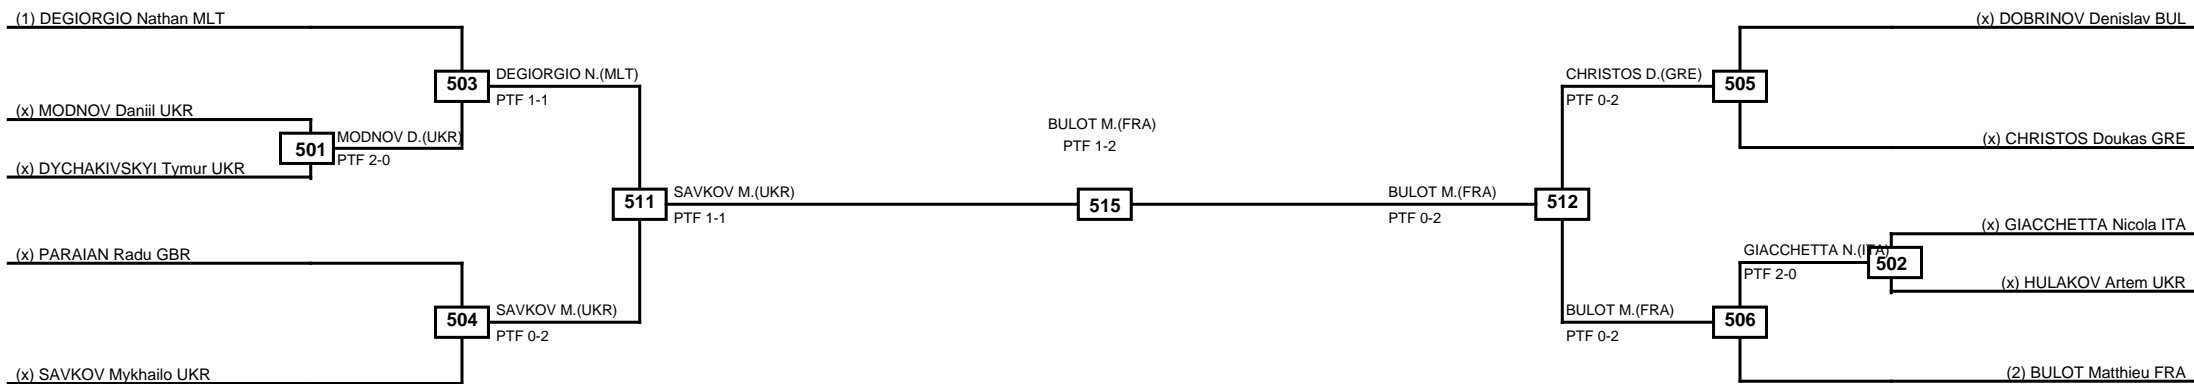 (1) DEGIORGIO Nathan MLT
(x) DOBRINOV Denislav BUL
503
DEGIORGIO N.(MLT)
PTF 1-1
CHRISTOS D.(GRE)
PTF 0-2
505
(x) MODNOV Daniil UKR
501
MODNOV D.(UKR)
PTF 2-0
(x) DYCHAKIVSKYI Tymur UKR
BULOT M.(FRA)
PTF 1-2
(x) CHRISTOS Doukas GRE
511
SAVKOV M.(UKR)
PTF 1-1
515
BULOT M.(FRA)
PTF 0-2
512
(x) PARAIAN Radu GBR
(x) GIACCHETTA Nicola ITA
GIACCHETTA N.(ITA)
PTF 2-0
502
(x) HULAKOV Artem UKR
504
SAVKOV M.(UKR)
PTF 0-2
BULOT M.(FRA)
PTF 0-2
506
(x) SAVKOV Mykhailo UKR
(2) BULOT Matthieu FRA